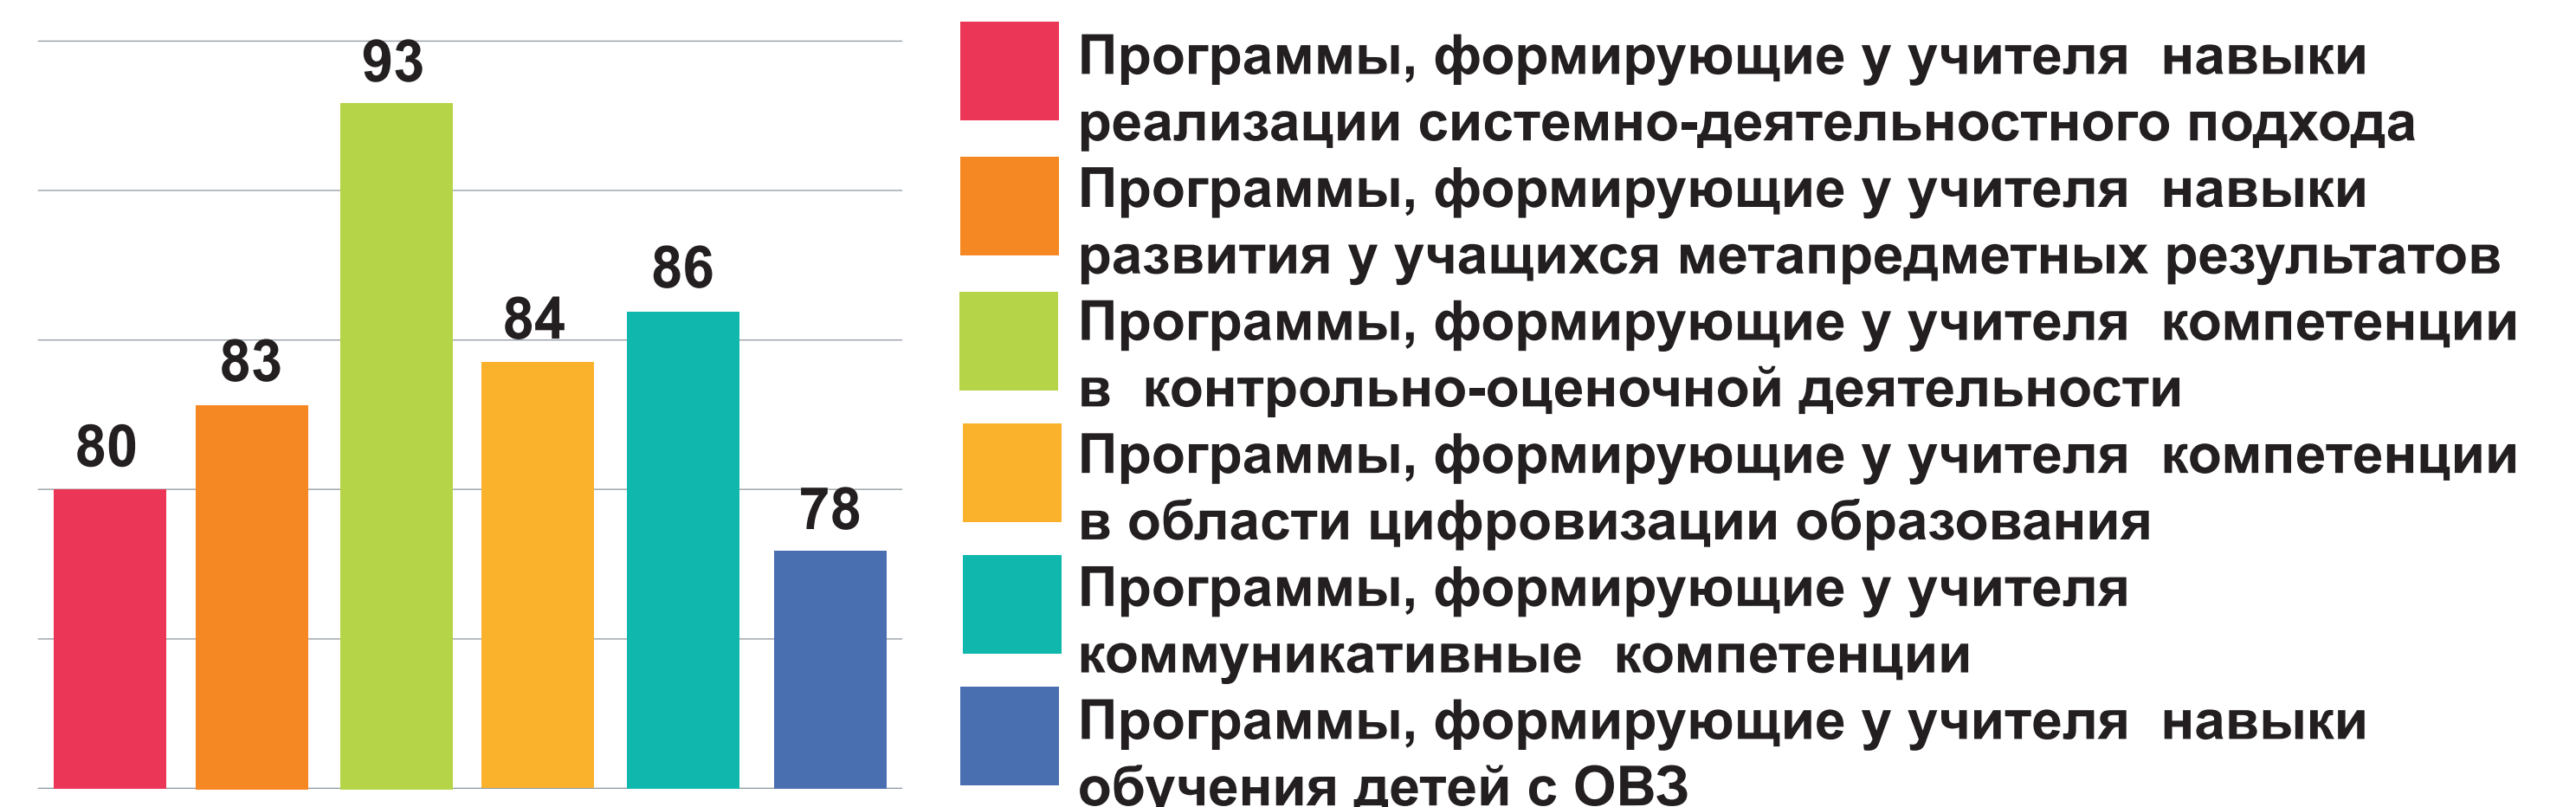 93
86
84
83
80
78
Программы, формирующие у учителя навыки
реализации системно-деятельностного подхода
Программы, формирующие у учителя навыки
развития у учащихся метапредметных результатов
Программы, формирующие у учителя компетенции
в контрольно-оценочной деятельности
Программы, формирующие у учителя компетенции
в области цифровизации образования
Программы, формирующие у учителя
коммуникативные компетенции
Программы, формирующие у учителя навыки
обучения детей с ОВЗ